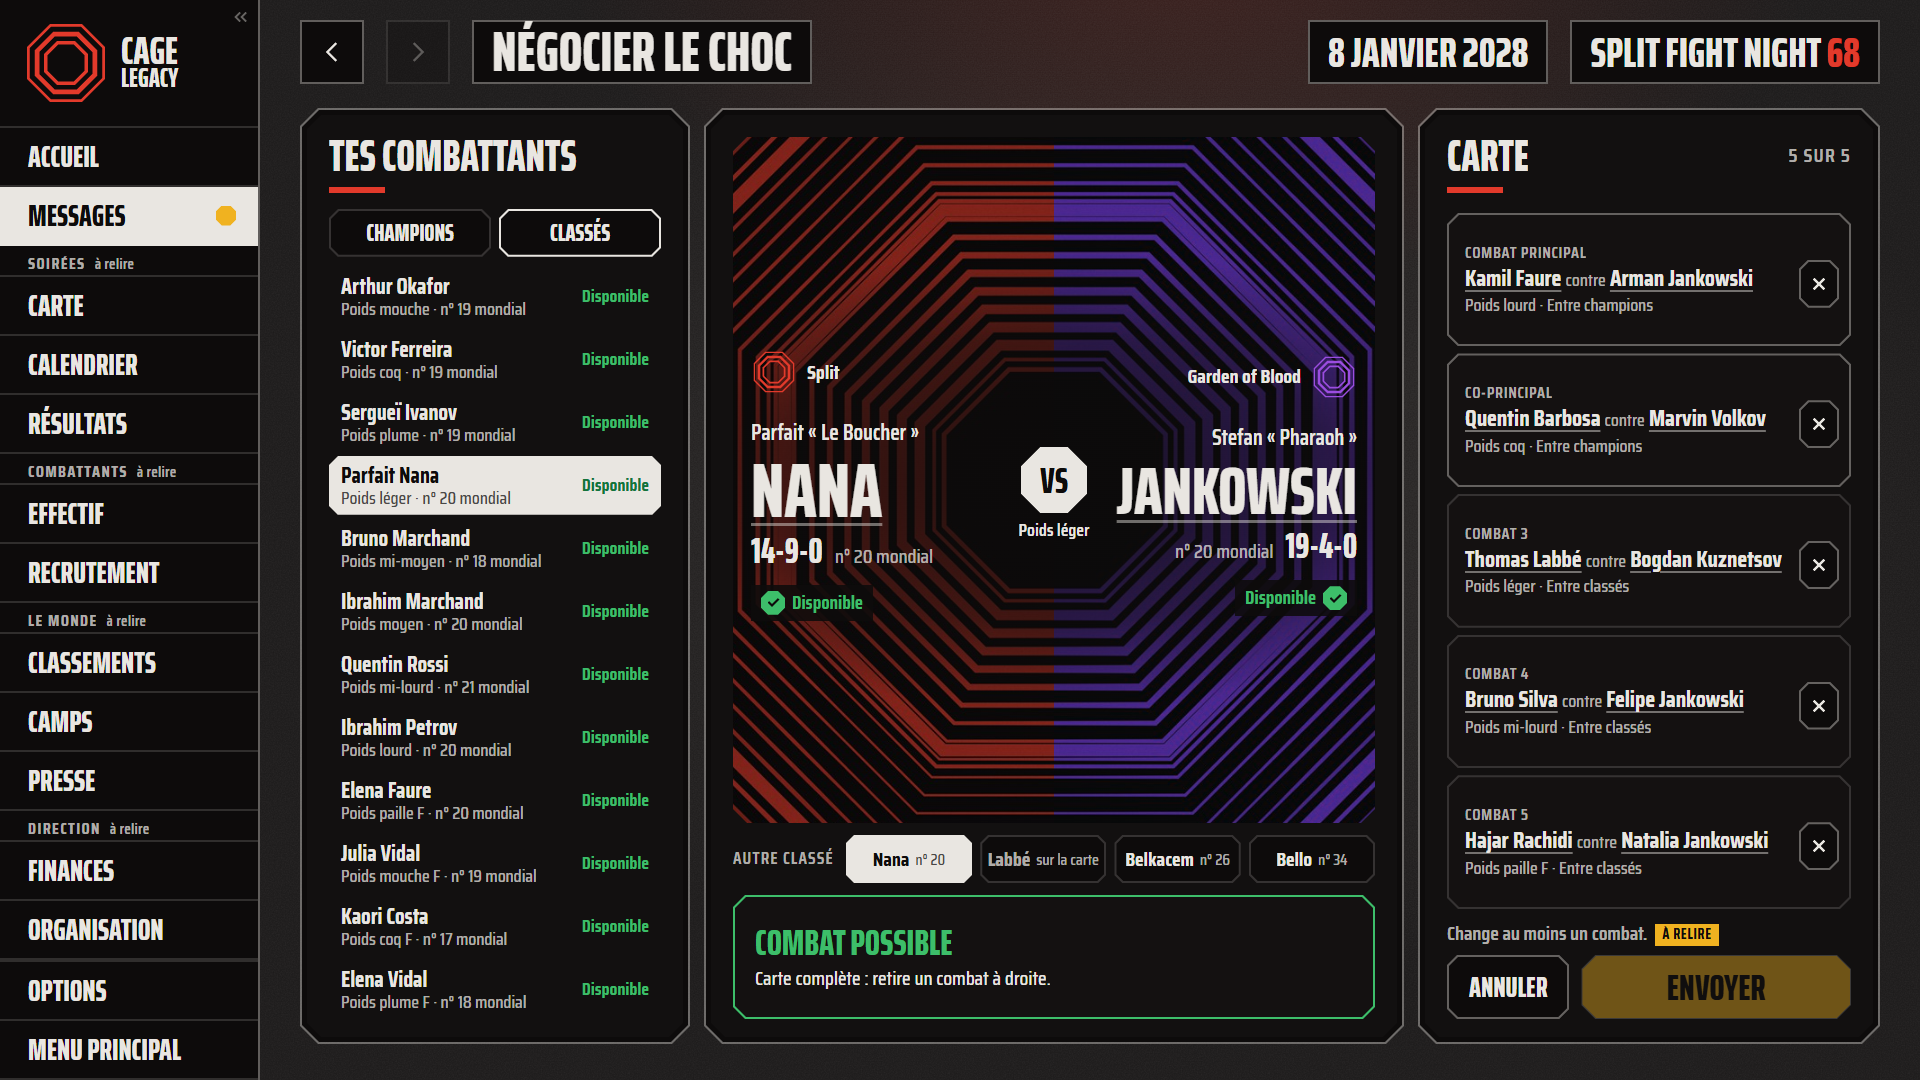 «
CAGE
LEGACY
ACCUEIL
MESSAGES
SOIRÉES à relire
CARTE
CALENDRIER
RÉSULTATS
COMBATTANTS à relire
EFFECTIF
RECRUTEMENT
LE MONDE à relire
CLASSEMENTS
CAMPS
PRESSE
DIRECTION à relire
FINANCES
ORGANISATION
OPTIONS
MENU PRINCIPAL
NÉGOCIER LE CHOC
8 JANVIER 2028
SPLIT FIGHT NIGHT 68
TES COMBATTANTS
CHAMPIONS
CLASSÉS
Arthur Okafor
Poids mouche · n° 19 mondial
Disponible
Victor Ferreira
Poids coq · n° 19 mondial
Disponible
Sergueï Ivanov
Poids plume · n° 19 mondial
Disponible
Parfait Nana
Poids léger · n° 20 mondial
Disponible
Bruno Marchand
Poids mi-moyen · n° 18 mondial
Disponible
Ibrahim Marchand
Poids moyen · n° 20 mondial
Disponible
Quentin Rossi
Poids mi-lourd · n° 21 mondial
Disponible
Ibrahim Petrov
Poids lourd · n° 20 mondial
Disponible
Elena Faure
Poids paille F · n° 20 mondial
Disponible
Julia Vidal
Poids mouche F · n° 19 mondial
Disponible
Kaori Costa
Poids coq F · n° 17 mondial
Disponible
Elena Vidal
Poids plume F · n° 18 mondial
Disponible
Split
Parfait « Le Boucher »
NANA
14-9-0 n° 20 mondial
Disponible
VS
Poids léger
Garden of Blood
Stefan « Pharaoh »
JANKOWSKI
n° 20 mondial 19-4-0
Disponible
AUTRE CLASSÉ
Nana n° 20
Labbé sur la carte
Belkacem n° 26
Bello n° 34
COMBAT POSSIBLE
Carte complète : retire un combat à droite.
CARTE
5 SUR 5
COMBAT PRINCIPAL
Kamil Faure contre Arman Jankowski
Poids lourd · Entre champions
CO-PRINCIPAL
Quentin Barbosa contre Marvin Volkov
Poids coq · Entre champions
COMBAT 3
Thomas Labbé contre Bogdan Kuznetsov
Poids léger · Entre classés
COMBAT 4
Bruno Silva contre Felipe Jankowski
Poids mi-lourd · Entre classés
COMBAT 5
Hajar Rachidi contre Natalia Jankowski
Poids paille F · Entre classés
Change au moins un combat. À RELIRE
ANNULER
ENVOYER